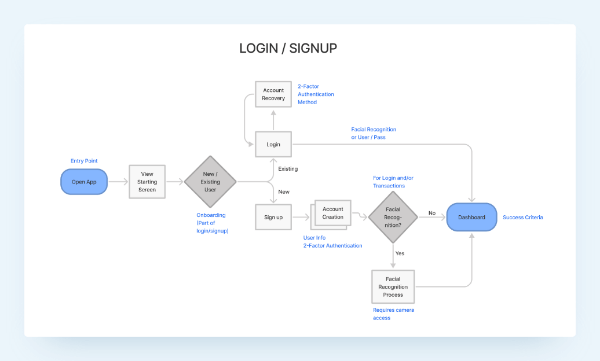 LOGIN / SIGNUP
Account
Recovery
2-Factor
Authentication
Method
Login
Facial Recognition
or User / Pass
Existing
Entry Point
Open App
View
Starting
Screen
New /
Existing
User
Onboarding
(Part of
login/signup)
New
Sign up
Account
Creation
User Info
2-Factor Authentication
For Login and/or
Transactions
Facial
Recog-
nition?
No
Dashboard
Success Criteria
Yes
Facial
Recognition
Process
Requires camera
access